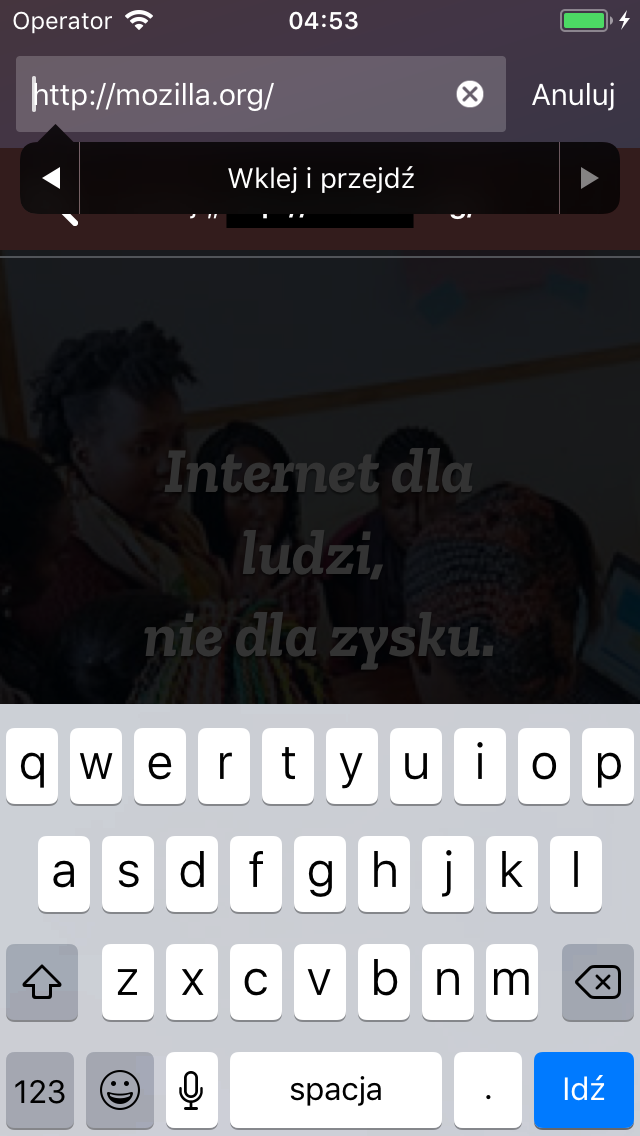 Operator 04:53
http://mozilla.org/ Anuluj
Wklej i przejdź
Internet dla
ludzi,
nie dla zysku.
q w e r t y u i o p
a s d f g h j k l
z x c v b n m
123 spacja . Idź